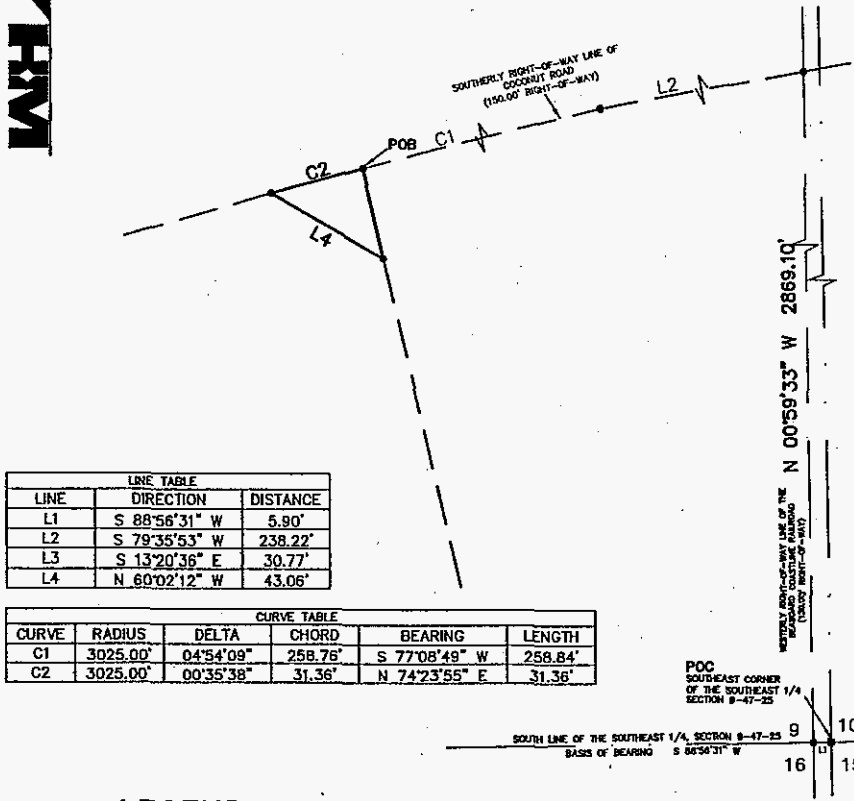 HM
SOUTHERLY RIGHT-OF-WAY LINE OF
COCONUT ROAD
(150.00' RIGHT-OF-WAY)
L2
C1
POB
C2
L4
N 00°59'33" W 2869.10'
WESTERLY RIGHT-OF-WAY LINE OF THE
SEABOARD COASTLINE RAILROAD
(130.00' RIGHT-OF-WAY)
LINE TABLE
LINE DIRECTION DISTANCE
L1 S 88°56'31" W 5.90'
L2 S 79°35'53" W 238.22'
L3 S 13°20'36" E 30.77'
L4 N 60°02'12" W 43.06'
CURVE TABLE
CURVE RADIUS DELTA CHORD BEARING LENGTH
C1 3025.00' 04°54'09" 258.76' S 77°08'49" W 258.84'
C2 3025.00' 00°35'38" 31.36' N 74°23'55" E 31.36'
POC
SOUTHEAST CORNER
OF THE SOUTHEAST 1/4
SECTION 9-47-25
SOUTH LINE OF THE SOUTHEAST 1/4, SECTION 9-47-25
BASIS OF BEARING S 88°56'31" W
9 10
L1
16 15